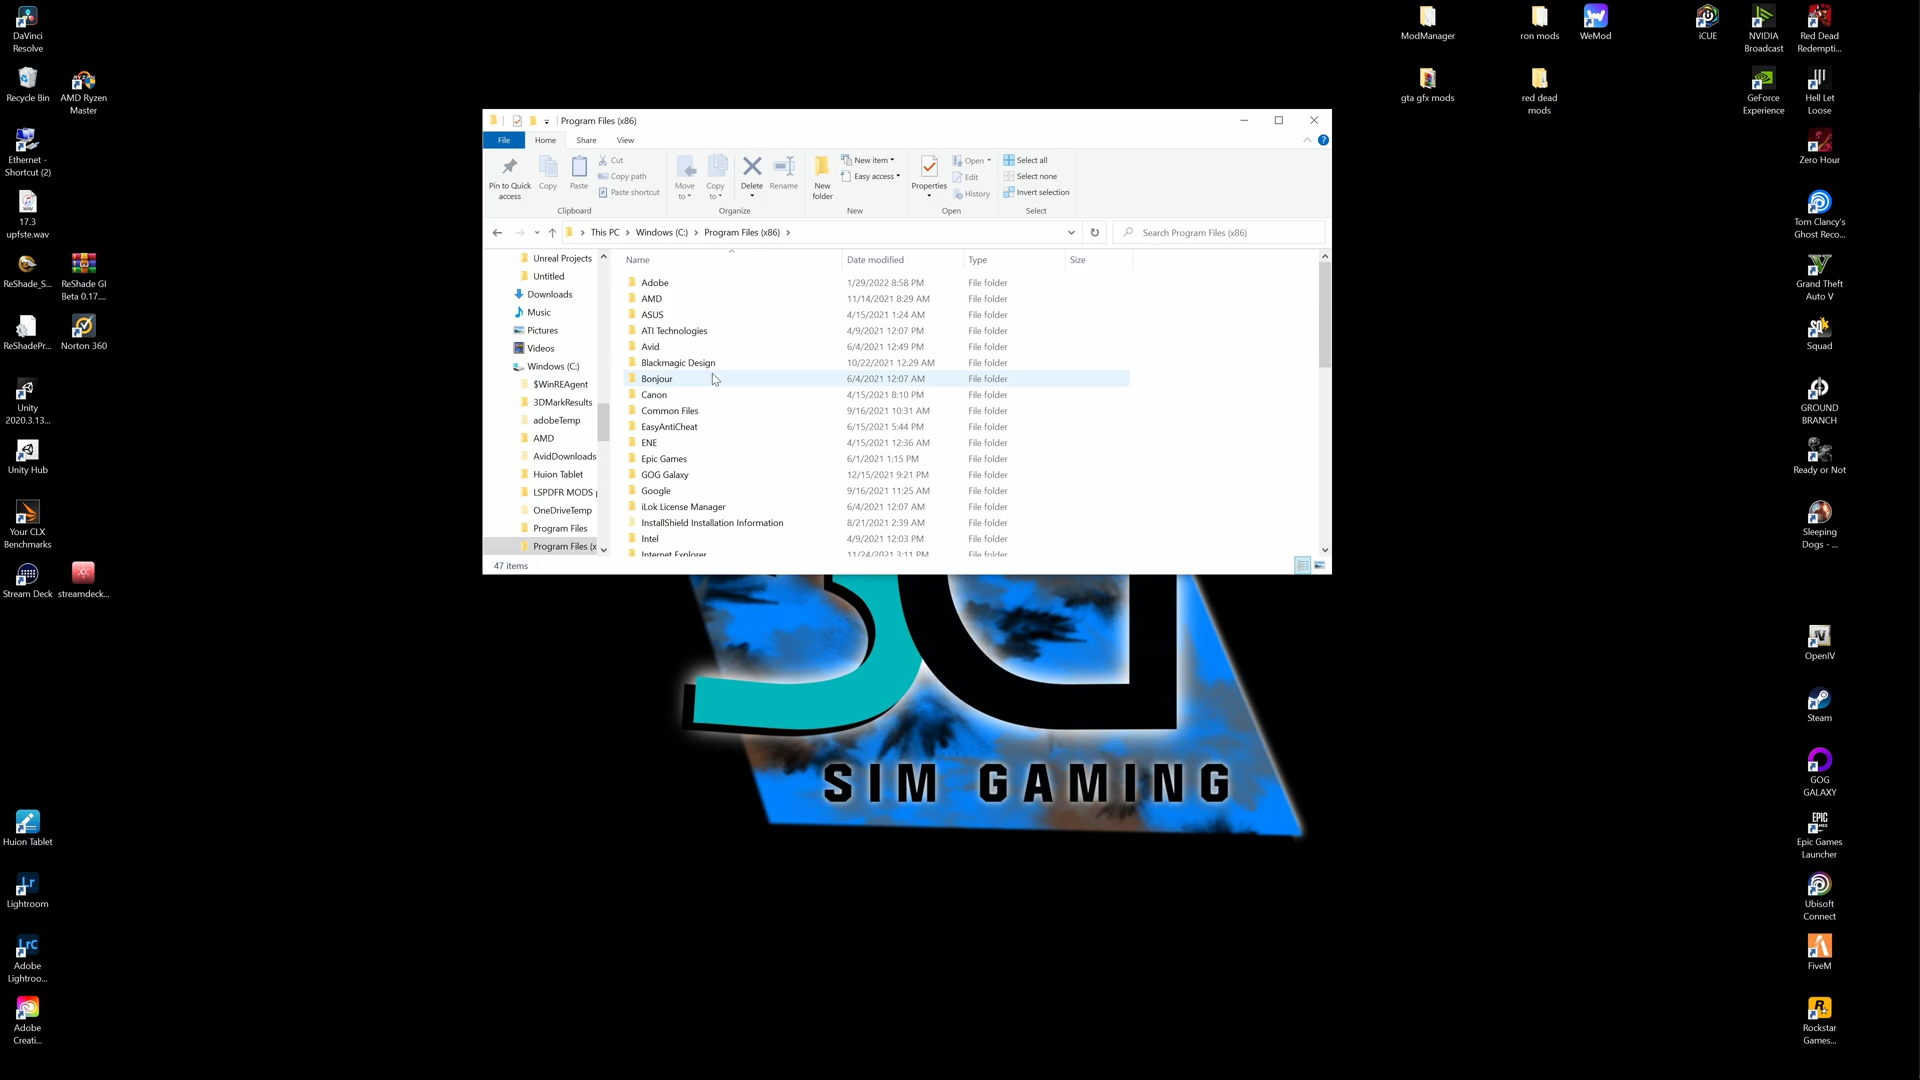 DaVinci
Resolve
Recycle Bin
AMD Ryzen
Master
Ethernet -
Shortcut (2)
17.3
upfste.wav
ReShade_S...
ReShade GI
Beta 0.17....
ReShadePr...
Norton 360
Unity
2020.3.13...
Unity Hub
Your CLX
Benchmarks
Stream Deck
streamdeck...
Huion Tablet
Lr
Lightroom
LrC
Adobe
Lightroo...
Adobe
Creati...
Program Files (x86)
File
Home
Share
View
Pin to Quick
access
Copy
Paste
Cut
Copy path
Paste shortcut
Clipboard
Move
to
Copy
to
Delete
Rename
Organize
New
folder
New item
Easy access
New
Properties
Open
Edit
History
Open
Select all
Select none
Invert selection
Select
This PC
Windows (C:)
Program Files (x86)
Search Program Files (x86)
Unreal Projects
Untitled
Downloads
Music
Pictures
Videos
Windows (C:)
$WinREAgent
3DMarkResults
adobeTemp
AMD
AvidDownloads
Huion Tablet
LSPDFR MODS
OneDriveTemp
Program Files
Program Files (x
Name Date modified Type Size
Adobe 1/29/2022 8:58 PM File folder
AMD 11/14/2021 8:29 AM File folder
ASUS 4/15/2021 1:24 AM File folder
ATI Technologies 4/9/2021 12:07 PM File folder
Avid 6/4/2021 12:49 PM File folder
Blackmagic Design 10/22/2021 12:29 AM File folder
Bonjour 6/4/2021 12:07 AM File folder
Canon 4/15/2021 8:10 PM File folder
Common Files 9/16/2021 10:31 AM File folder
EasyAntiCheat 6/15/2021 5:44 PM File folder
ENE 4/15/2021 12:36 AM File folder
Epic Games 6/1/2021 1:15 PM File folder
GOG Galaxy 12/15/2021 9:21 PM File folder
Google 9/16/2021 11:25 AM File folder
iLok License Manager 6/4/2021 12:07 AM File folder
InstallShield Installation Information 8/21/2021 2:39 AM File folder
Intel 4/9/2021 12:03 PM File folder
Internet Explorer 11/24/2021 3:11 PM File folder
47 items
SIM GAMING
ModManager
ron mods
WeMod
iCUE
NVIDIA
Broadcast
Red Dead
Redempti...
gta gfx mods
red dead
mods
GeForce
Experience
Hell Let
Loose
Zero Hour
Tom Clancy's
Ghost Reco...
Grand Theft
Auto V
Squad
GROUND
BRANCH
Ready or Not
Sleeping
Dogs - ...
OpenIV
Steam
GOG
GALAXY
EPIC
Epic Games
Launcher
Ubisoft
Connect
FiveM
Rockstar
Games...